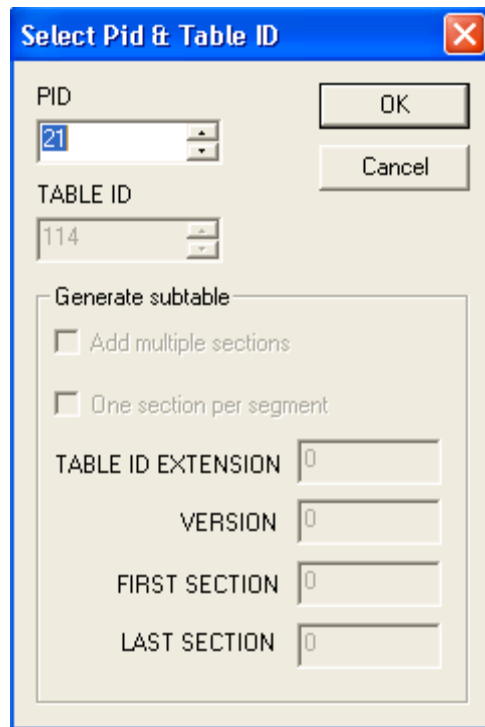 Select Pid & Table ID
PID
OK
21
Cancel
TABLE ID
114
Generate subtable
Add multiple sections
One section per segment
TABLE ID EXTENSION 0
VERSION 0
FIRST SECTION 0
LAST SECTION 0